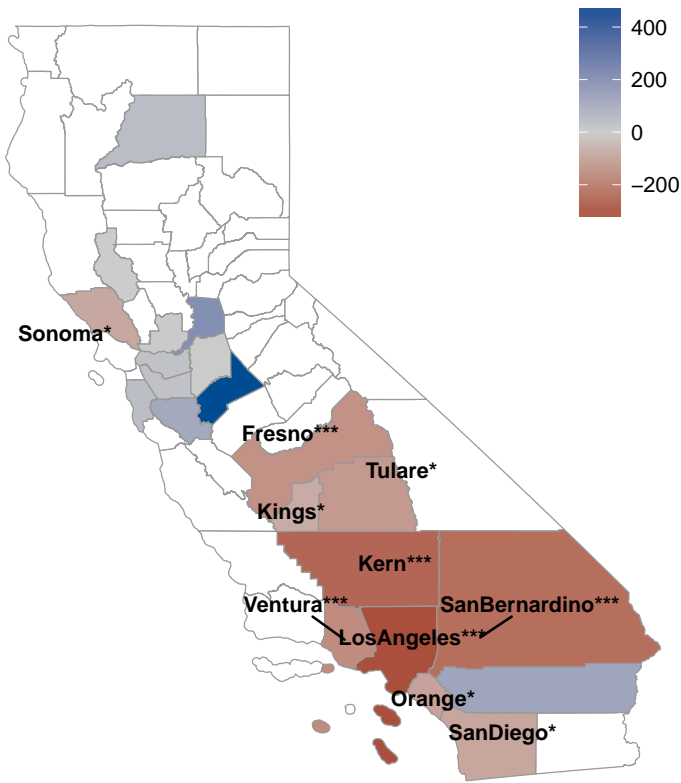 400
200
0
−200
Sonoma*
Fresno***
Tulare*
Kings*
Kern***
Ventura***
SanBernardino***
LosAngeles***
Orange*
SanDiego*